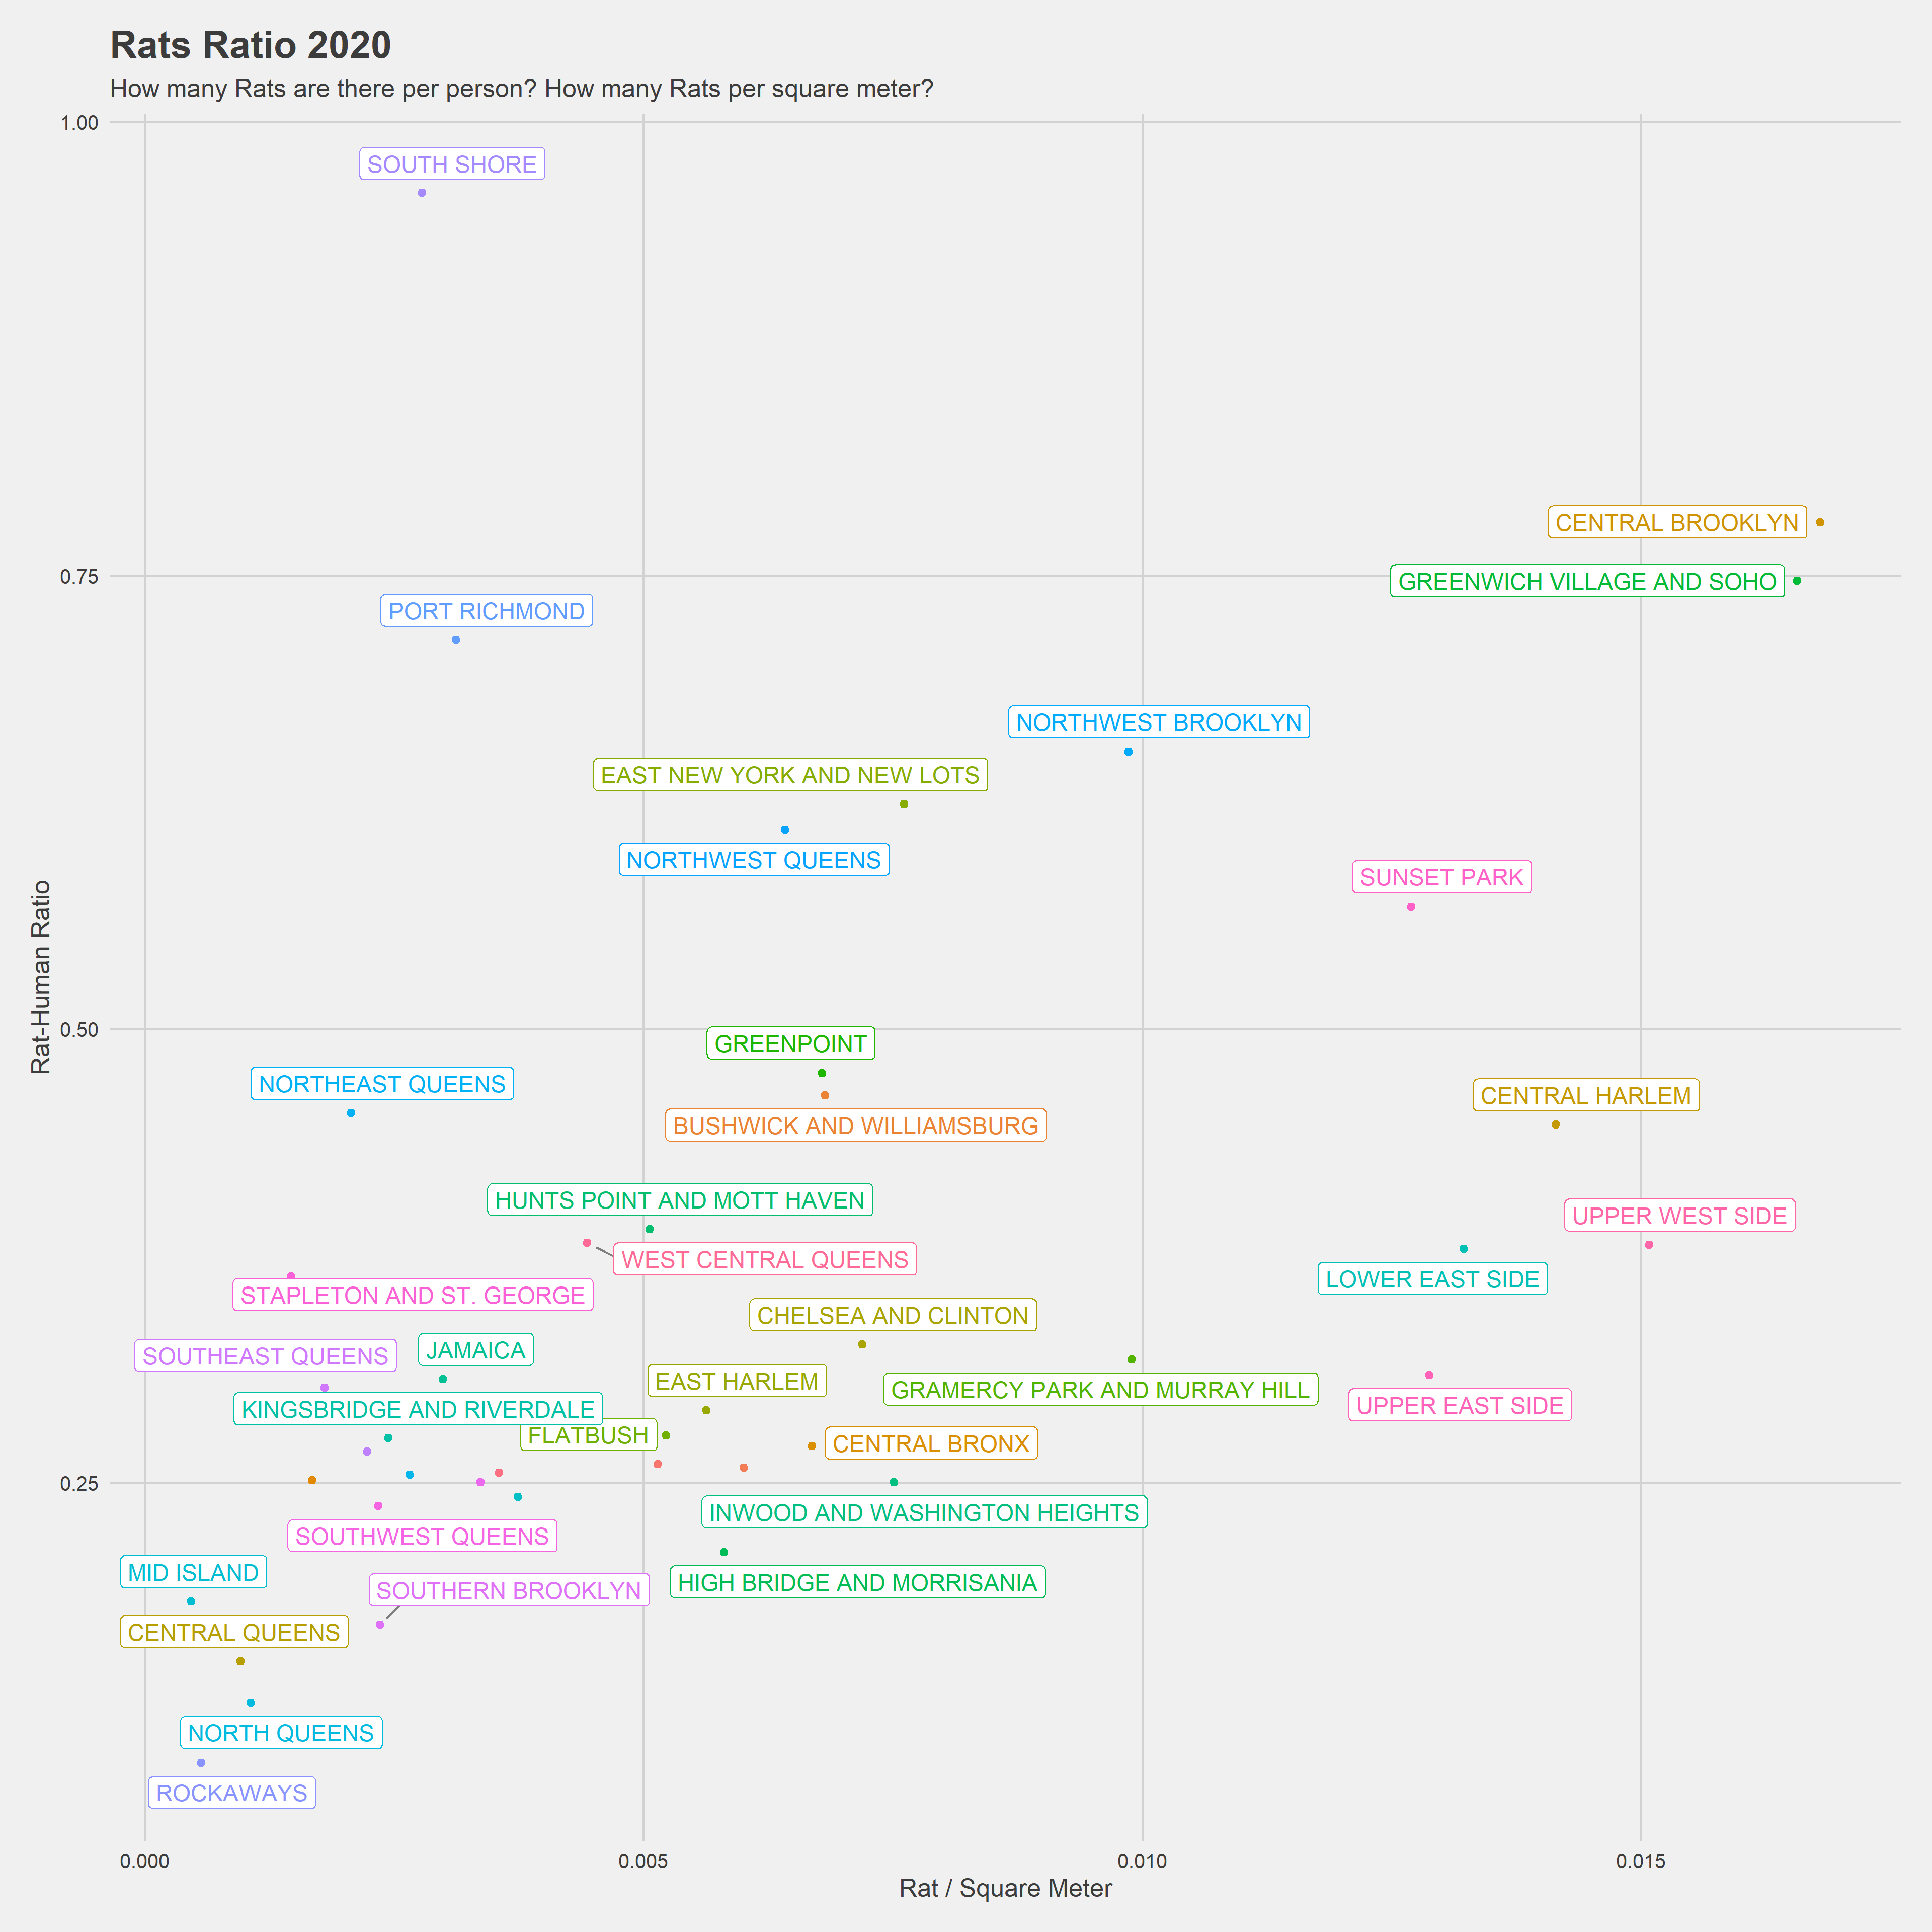 Rats Ratio 2020
How many Rats are there per person? How many Rats per square meter?
1.00
SOUTH SHORE
CENTRAL BROOKLYN
0.75
GREENWICH VILLAGE AND SOHO
PORT RICHMOND
NORTHWEST BROOKLYN
EAST NEW YORK AND NEW LOTS
NORTHWEST QUEENS
SUNSET PARK
Rat-Human Ratio
0.50
GREENPOINT
NORTHEAST QUEENS
CENTRAL HARLEM
BUSHWICK AND WILLIAMSBURG
HUNTS POINT AND MOTT HAVEN
UPPER WEST SIDE
WEST CENTRAL QUEENS
LOWER EAST SIDE
STAPLETON AND ST. GEORGE
CHELSEA AND CLINTON
JAMAICA
SOUTHEAST QUEENS
EAST HARLEM
GRAMERCY PARK AND MURRAY HILL
UPPER EAST SIDE
KINGSBRIDGE AND RIVERDALE
FLATBUSH
CENTRAL BRONX
0.25
INWOOD AND WASHINGTON HEIGHTS
SOUTHWEST QUEENS
MID ISLAND
HIGH BRIDGE AND MORRISANIA
SOUTHERN BROOKLYN
CENTRAL QUEENS
NORTH QUEENS
ROCKAWAYS
0.000
0.005
0.010
0.015
Rat / Square Meter